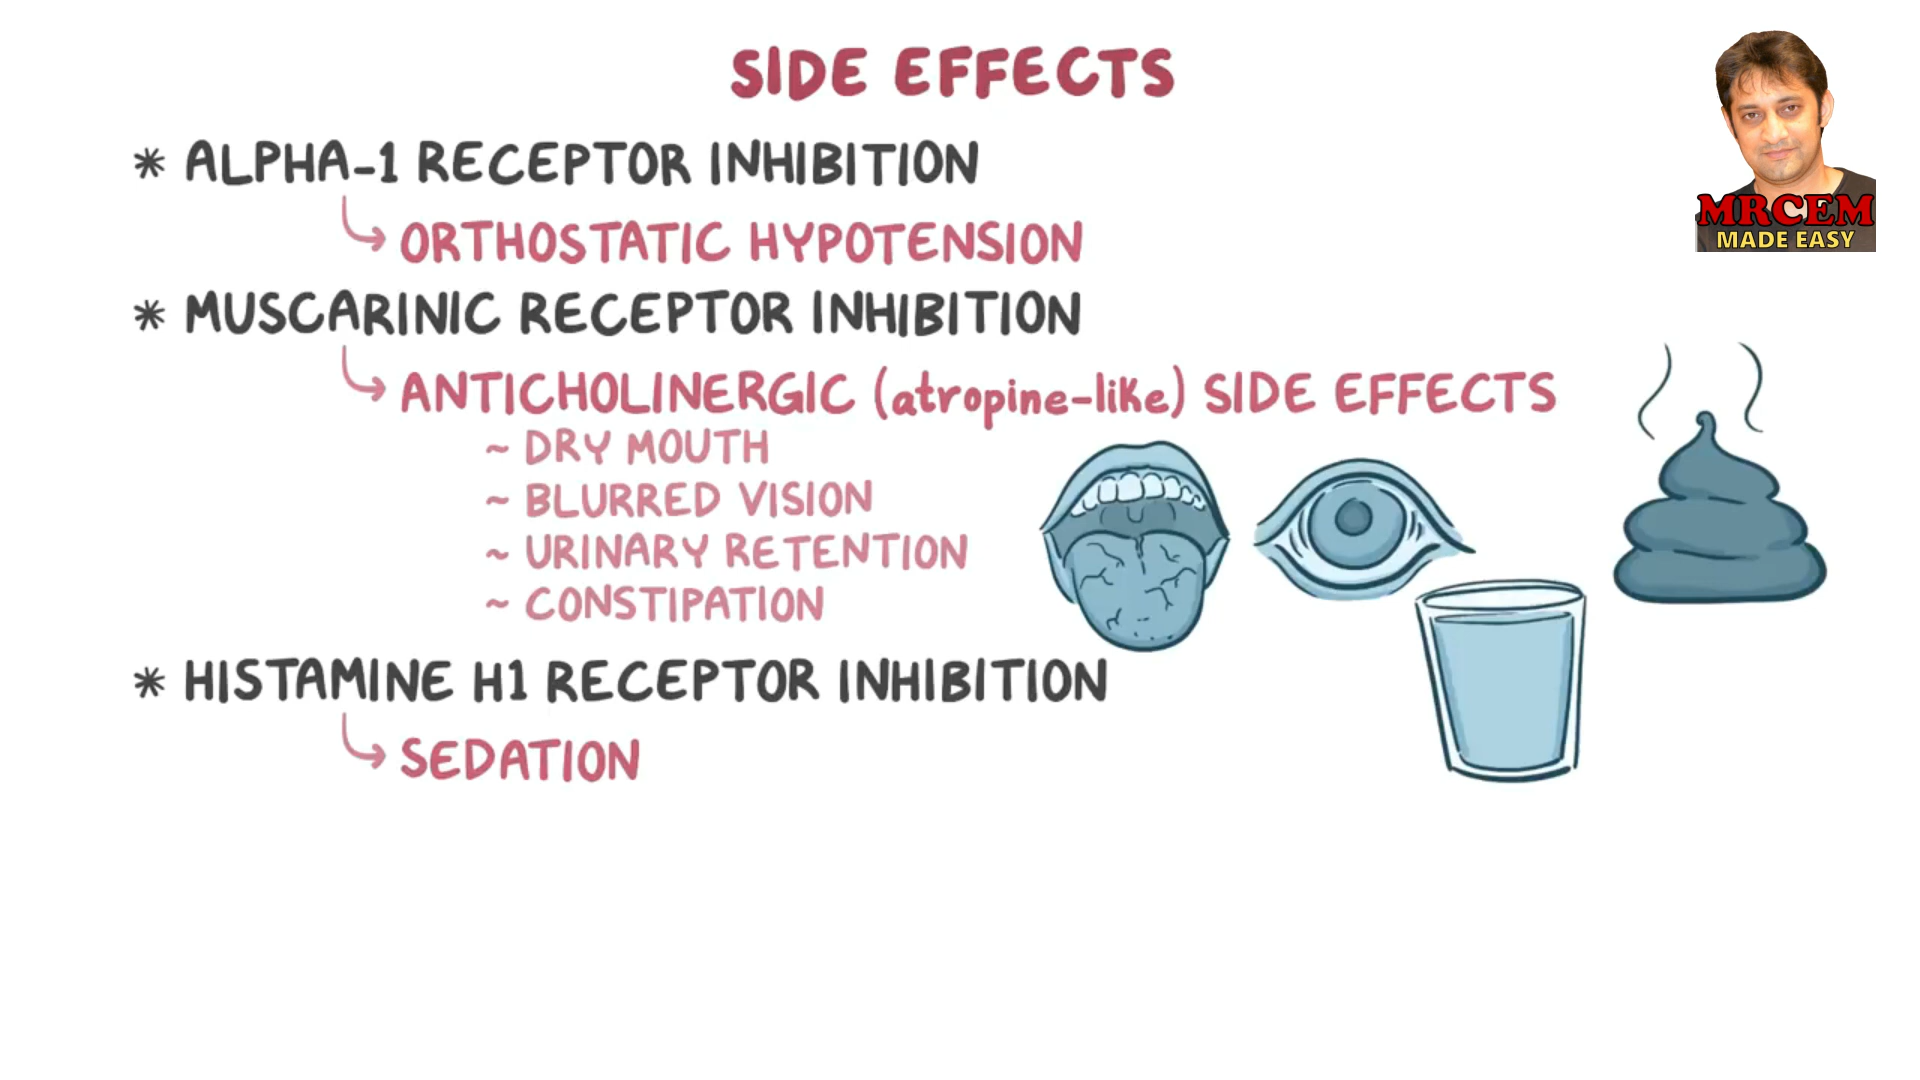 SIDE EFFECTS
* ALPHA-1 RECEPTOR INHIBITION
ORTHOSTATIC HYPOTENSION
* MUSCARINIC RECEPTOR INHIBITION
ANTICHOLINERGIC (atropine-like) SIDE EFFECTS
~ DRY MOUTH
~ BLURRED VISION
~ URINARY RETENTION
~ CONSTIPATION
* HISTAMINE H1 RECEPTOR INHIBITION
SEDATION
MRCEM
MADE EASY